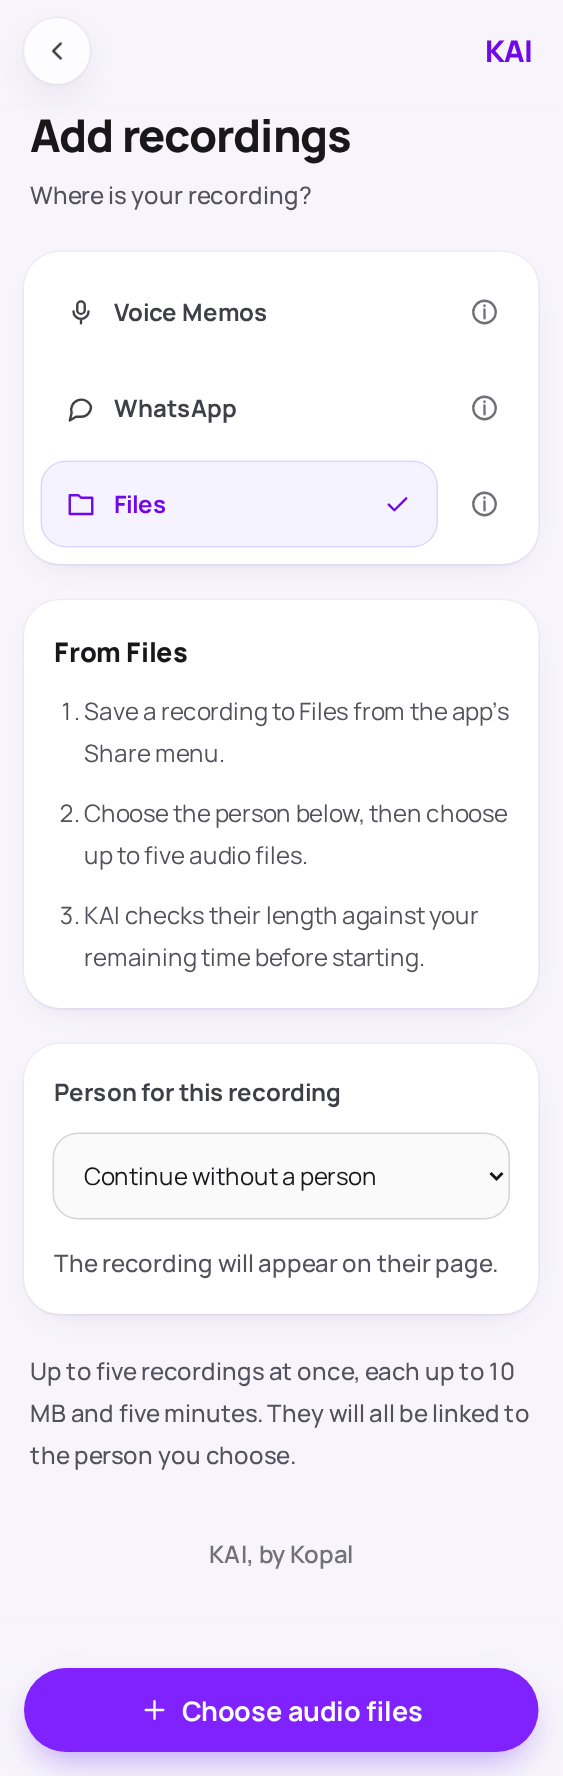 KAI
Add recordings
Where is your recording?
Voice Memos
WhatsApp
Files
From Files
1. Save a recording to Files from the app’s
Share menu.
2. Choose the person below, then choose
up to five audio files.
3. KAI checks their length against your
remaining time before starting.
Person for this recording
Continue without a person
The recording will appear on their page.
Up to five recordings at once, each up to 10
MB and five minutes. They will all be linked to
the person you choose.
KAI, by Kopal
Choose audio files